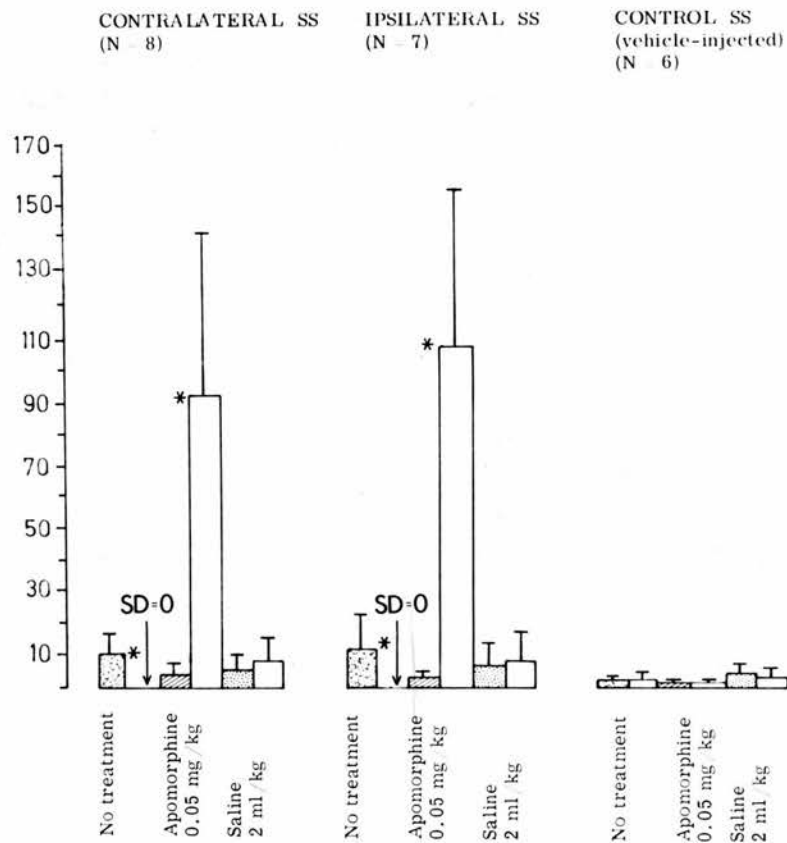 CONTRALATERAL SS
(N - 8)
IPSILATERAL SS
(N - 7)
CONTROL SS
(vehicle-injected)
(N 6)
170
150
130
110
90
70
50
30
10
*
SD=0
*
*
SD=0
*
No treatment
Apomorphine
0.05 mg/kg
Saline
2 ml/kg
No treatment
Apomorphine
0.05 mg/kg
Saline
2 ml/kg
No treatment
Apomorphine
0.05 mg/kg
Saline
2 ml/kg